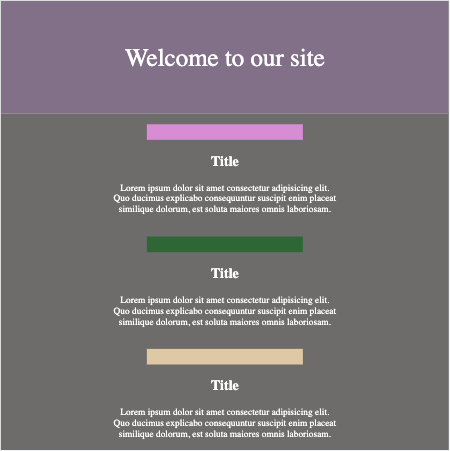 Welcome to our site
Title
Lorem ipsum dolor sit amet consectetur adipisicing elit.
Quo ducimus explicabo consequuntur suscipit enim placeat
similique dolorum, est soluta maiores omnis laboriosam.
Title
Lorem ipsum dolor sit amet consectetur adipisicing elit.
Quo ducimus explicabo consequuntur suscipit enim placeat
similique dolorum, est soluta maiores omnis laboriosam.
Title
Lorem ipsum dolor sit amet consectetur adipisicing elit.
Quo ducimus explicabo consequuntur suscipit enim placeat
similique dolorum, est soluta maiores omnis laboriosam.